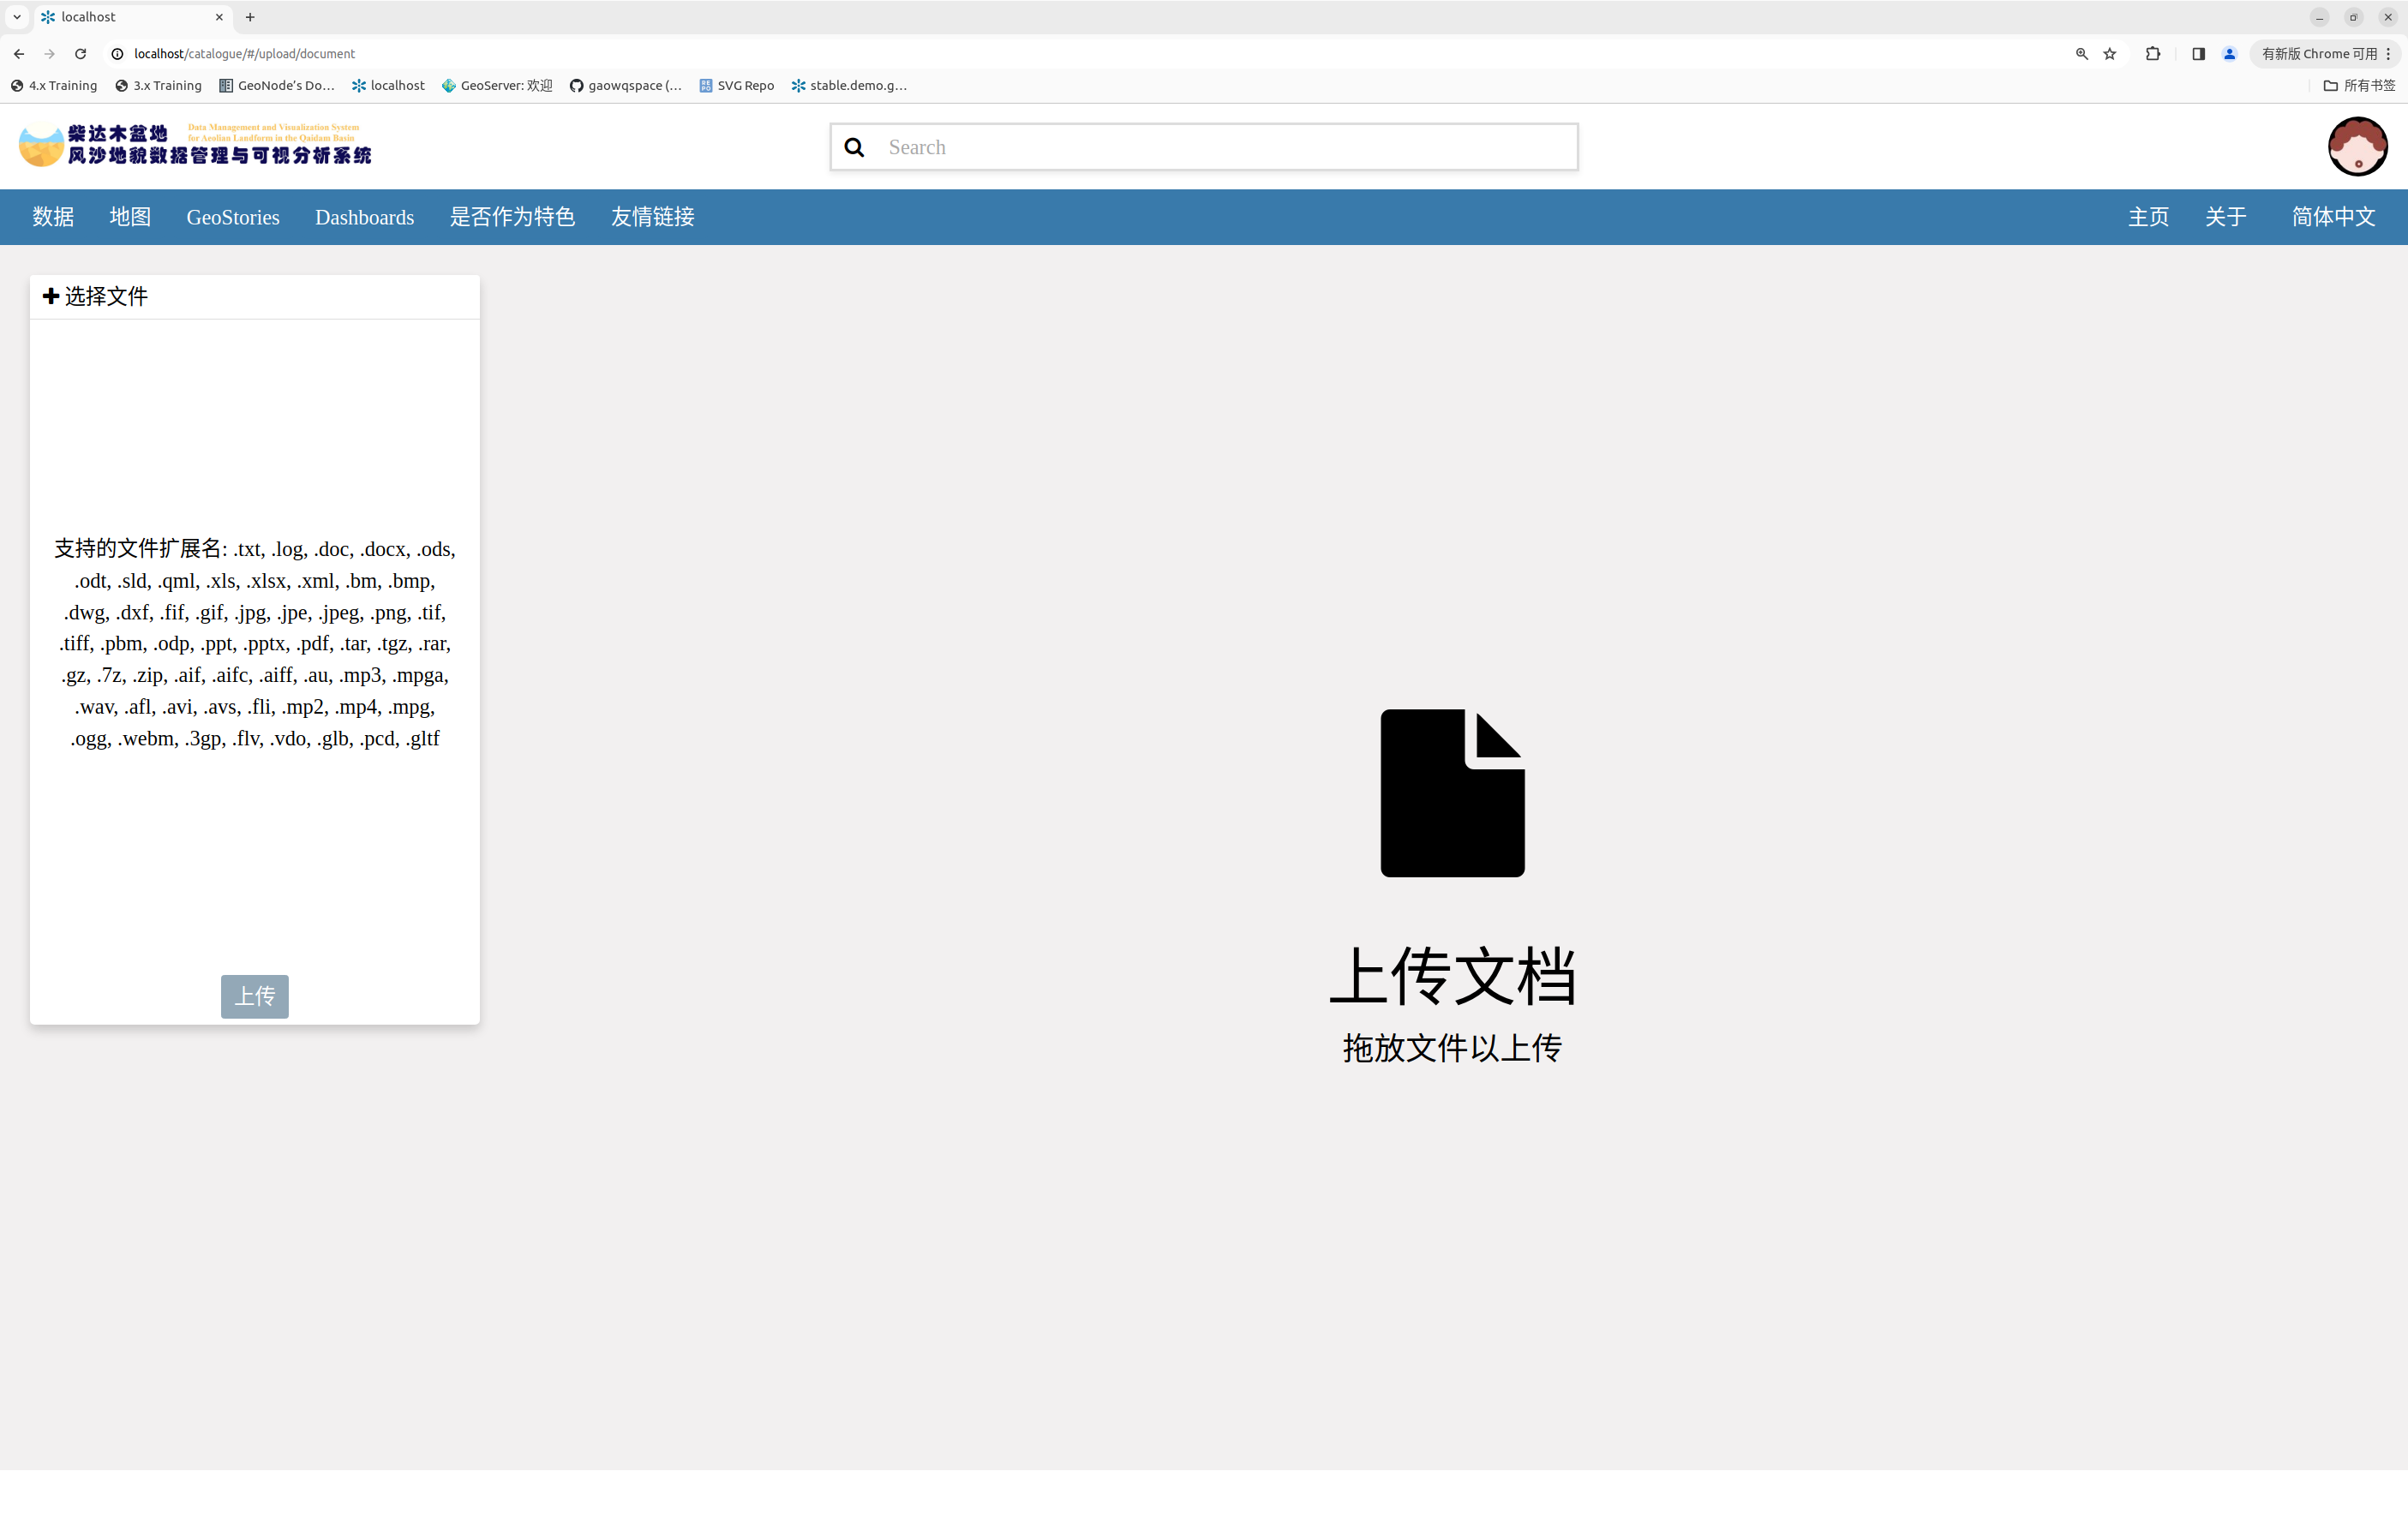 localhost
localhost/catalogue/#/upload/document
有新版 Chrome 可用
4.x Training
3.x Training
GeoNode’s Do…
localhost
GeoServer: 欢迎
gaowqspace (…
SVG Repo
stable.demo.g…
所有书签
柴达木盆地
Data Management and Visualization System
for Aeolian Landform in the Qaidam Basin
风沙地貌数据管理与可视分析系统
Search
数据 地图 GeoStories Dashboards 是否作为特色 友情链接 主页 关于 简体中文
选择文件
支持的文件扩展名: .txt, .log, .doc, .docx, .ods,
.odt, .sld, .qml, .xls, .xlsx, .xml, .bm, .bmp,
.dwg, .dxf, .fif, .gif, .jpg, .jpe, .jpeg, .png, .tif,
.tiff, .pbm, .odp, .ppt, .pptx, .pdf, .tar, .tgz, .rar,
.gz, .7z, .zip, .aif, .aifc, .aiff, .au, .mp3, .mpga,
.wav, .afl, .avi, .avs, .fli, .mp2, .mp4, .mpg,
.ogg, .webm, .3gp, .flv, .vdo, .glb, .pcd, .gltf
上传
上传文档
拖放文件以上传